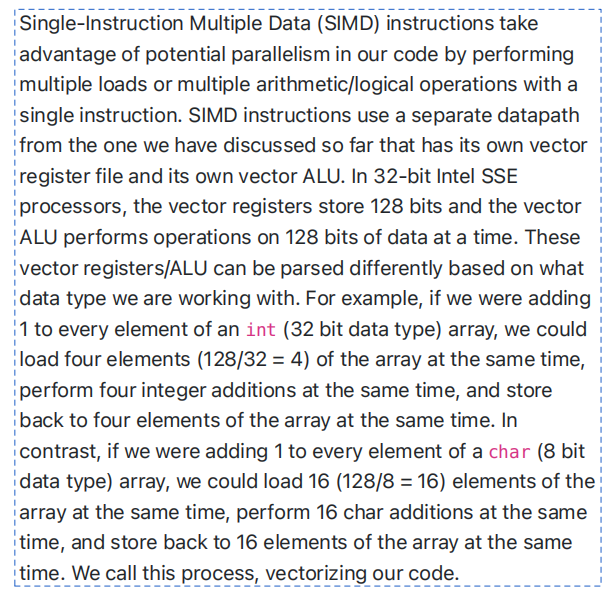 Single-Instruction Multiple Data (SIMD) instructions take
advantage of potential parallelism in our code by performing
multiple loads or multiple arithmetic/logical operations with a
single instruction. SIMD instructions use a separate datapath
from the one we have discussed so far that has its own vector
register file and its own vector ALU. In 32-bit Intel SSE
processors, the vector registers store 128 bits and the vector
ALU performs operations on 128 bits of data at a time. These
vector registers/ALU can be parsed differently based on what
data type we are working with. For example, if we were adding
1 to every element of an int (32 bit data type) array, we could
load four elements (128/32 = 4) of the array at the same time,
perform four integer additions at the same time, and store
back to four elements of the array at the same time. In
contrast, if we were adding 1 to every element of a char (8 bit
data type) array, we could load 16 (128/8 = 16) elements of the
array at the same time, perform 16 char additions at the same
time, and store back to 16 elements of the array at the same
time. We call this process, vectorizing our code.